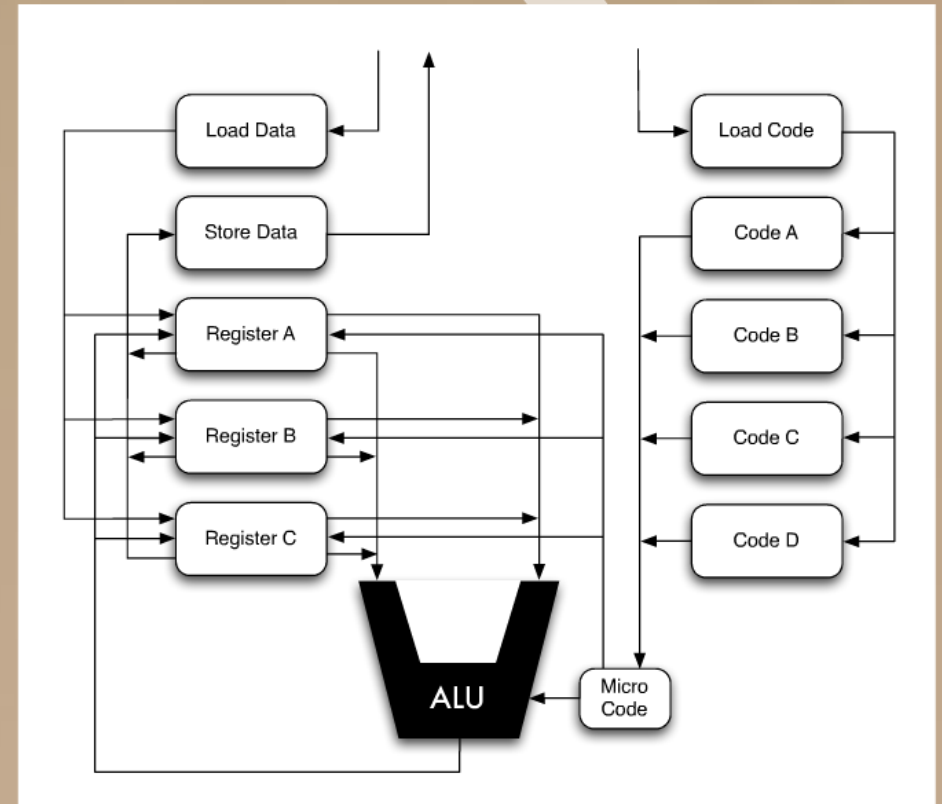 Load Data
Load Code
Store Data
Code A
Register A
Code B
Register B
Code C
Register C
Code D
ALU
Micro
Code